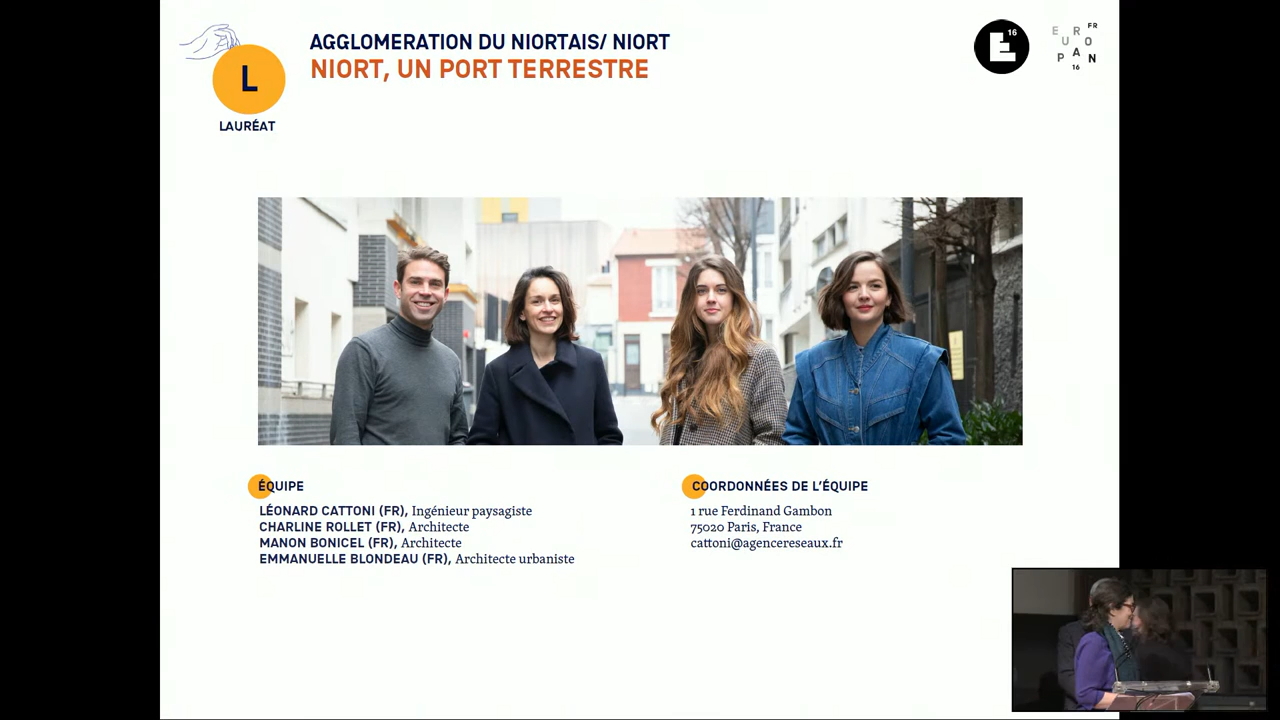 L
LAURÉAT
AGGLOMERATION DU NIORTAIS/ NIORT
NIORT, UN PORT TERRESTRE
E 16
EUROPAN FR 16
ÉQUIPE
LÉONARD CATTONI (FR), Ingénieur paysagiste
CHARLINE ROLLET (FR), Architecte
MANON BONICEL (FR), Architecte
EMMANUELLE BLONDEAU (FR), Architecte urbaniste
COORDONNÉES DE L'ÉQUIPE
1 rue Ferdinand Gambon
75020 Paris, France
cattoni@agencereseaux.fr